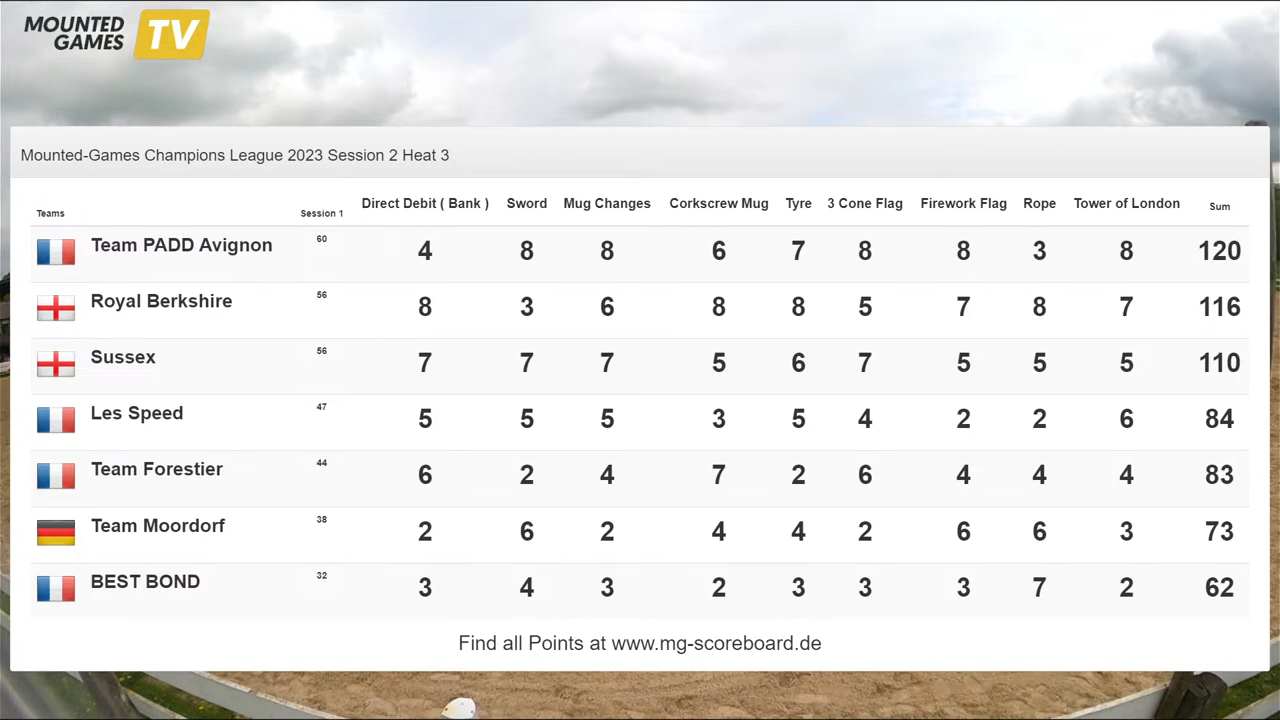 MOUNTED
GAMES TV
Mounted-Games Champions League 2023 Session 2 Heat 3
Teams Session 1 Direct Debit ( Bank ) Sword Mug Changes Corkscrew Mug Tyre 3 Cone Flag Firework Flag Rope Tower of London Sum
Team PADD Avignon 60 4 8 8 6 7 8 8 3 8 120
Royal Berkshire 56 8 3 6 8 8 5 7 8 7 116
Sussex 56 7 7 7 5 6 7 5 5 5 110
Les Speed 47 5 5 5 3 5 4 2 2 6 84
Team Forestier 44 6 2 4 7 2 6 4 4 4 83
Team Moordorf 38 2 6 2 4 4 2 6 6 3 73
BEST BOND 32 3 4 3 2 3 3 3 7 2 62
Find all Points at www.mg-scoreboard.de